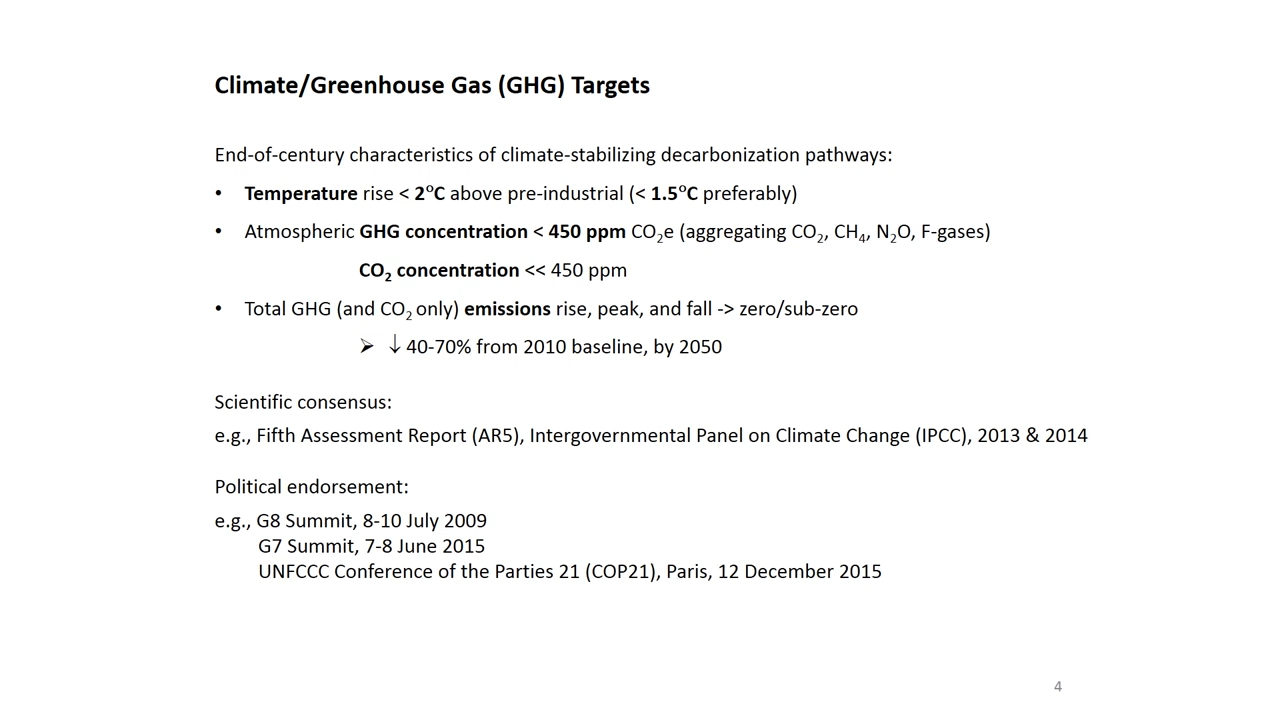 Climate/Greenhouse Gas (GHG) Targets
End-of-century characteristics of climate-stabilizing decarbonization pathways:
• Temperature rise < 2°C above pre-industrial (< 1.5°C preferably)
• Atmospheric GHG concentration < 450 ppm CO₂e (aggregating CO₂, CH₄, N₂O, F-gases)
CO₂ concentration << 450 ppm
• Total GHG (and CO₂ only) emissions rise, peak, and fall -> zero/sub-zero
➢ ↓ 40-70% from 2010 baseline, by 2050
Scientific consensus:
e.g., Fifth Assessment Report (AR5), Intergovernmental Panel on Climate Change (IPCC), 2013 & 2014
Political endorsement:
e.g., G8 Summit, 8-10 July 2009
G7 Summit, 7-8 June 2015
UNFCCC Conference of the Parties 21 (COP21), Paris, 12 December 2015
4